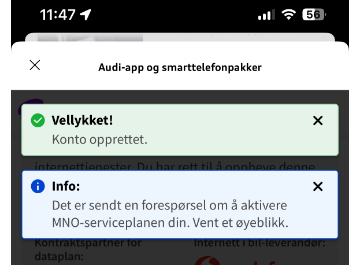 11:47
56
Audi-app og smarttelefonpakker
Vellykket!
Konto opprettet.
internettjenester. Du har rett til å oppheve denne
Info:
Det er sendt en forespørsel om å aktivere
MNO-serviceplanen din. Vent et øyeblikk.
Kontraktspartner for
dataplan:
Internett i bil-leverandør: